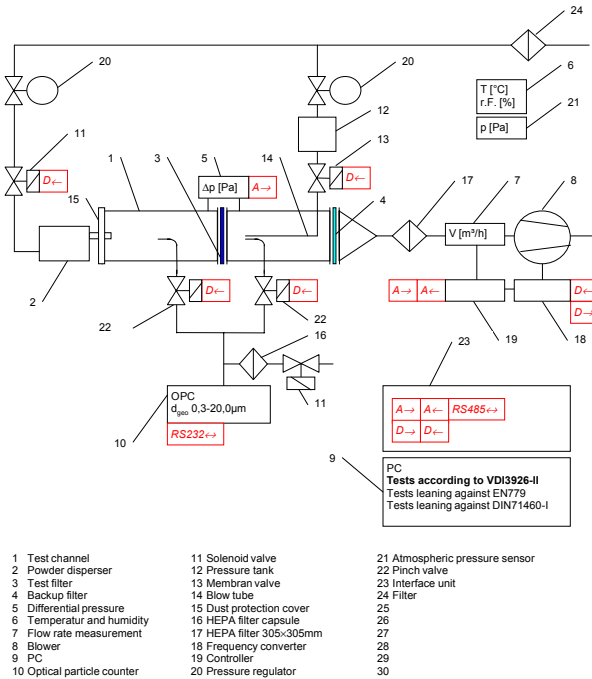 24
20
20
6
T [°C]
r.F. [%]
12
21
p [Pa]
11
1
3
5
14
13
17
7
8
Δp [Pa]
A→
D←
D←
15
4
V [m³/h]
2
D←
D←
A→
A←
D←
D→
22
22
16
23
19
18
OPC
dgeo 0,3-20,0µm
RS232↔
10
11
A→
A←
RS485↔
D→
D←
9
PC
Tests according to VDI3926-II
Tests leaning against EN779
Tests leaning against DIN71460-I
1 Test channel
2 Powder disperser
3 Test filter
4 Backup filter
5 Differential pressure
6 Temperatur and humidity
7 Flow rate measurement
8 Blower
9 PC
10 Optical particle counter
11 Solenoid valve
12 Pressure tank
13 Membran valve
14 Blow tube
15 Dust protection cover
16 HEPA filter capsule
17 HEPA filter 305×305mm
18 Frequency converter
19 Controller
20 Pressure regulator
21 Atmospheric pressure sensor
22 Pinch valve
23 Interface unit
24 Filter
25
26
27
28
29
30